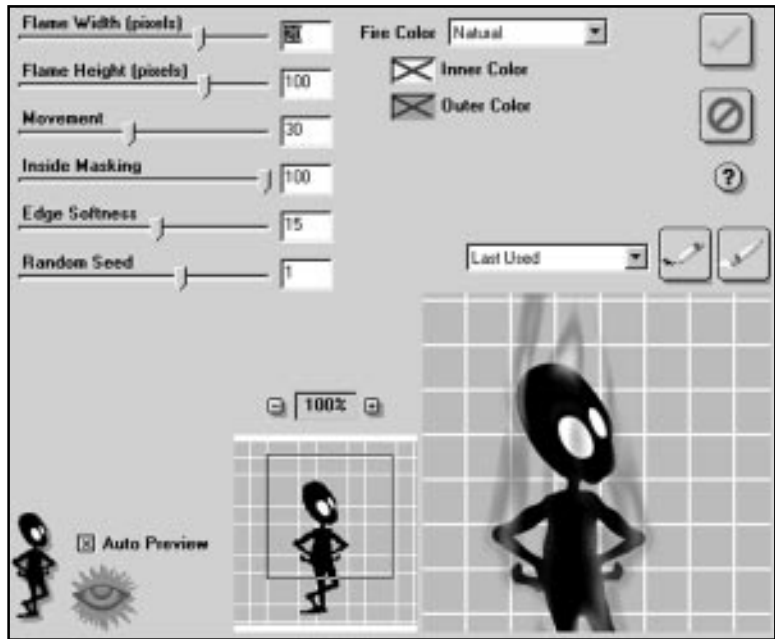 Flame Width (pixels)
Flame Height (pixels)
100
Movement
30
Inside Masking
100
Edge Softness
15
Random Seed
1
Fire Color Natural
Inner Color
Outer Color
?
Last Used
100%
Auto Preview